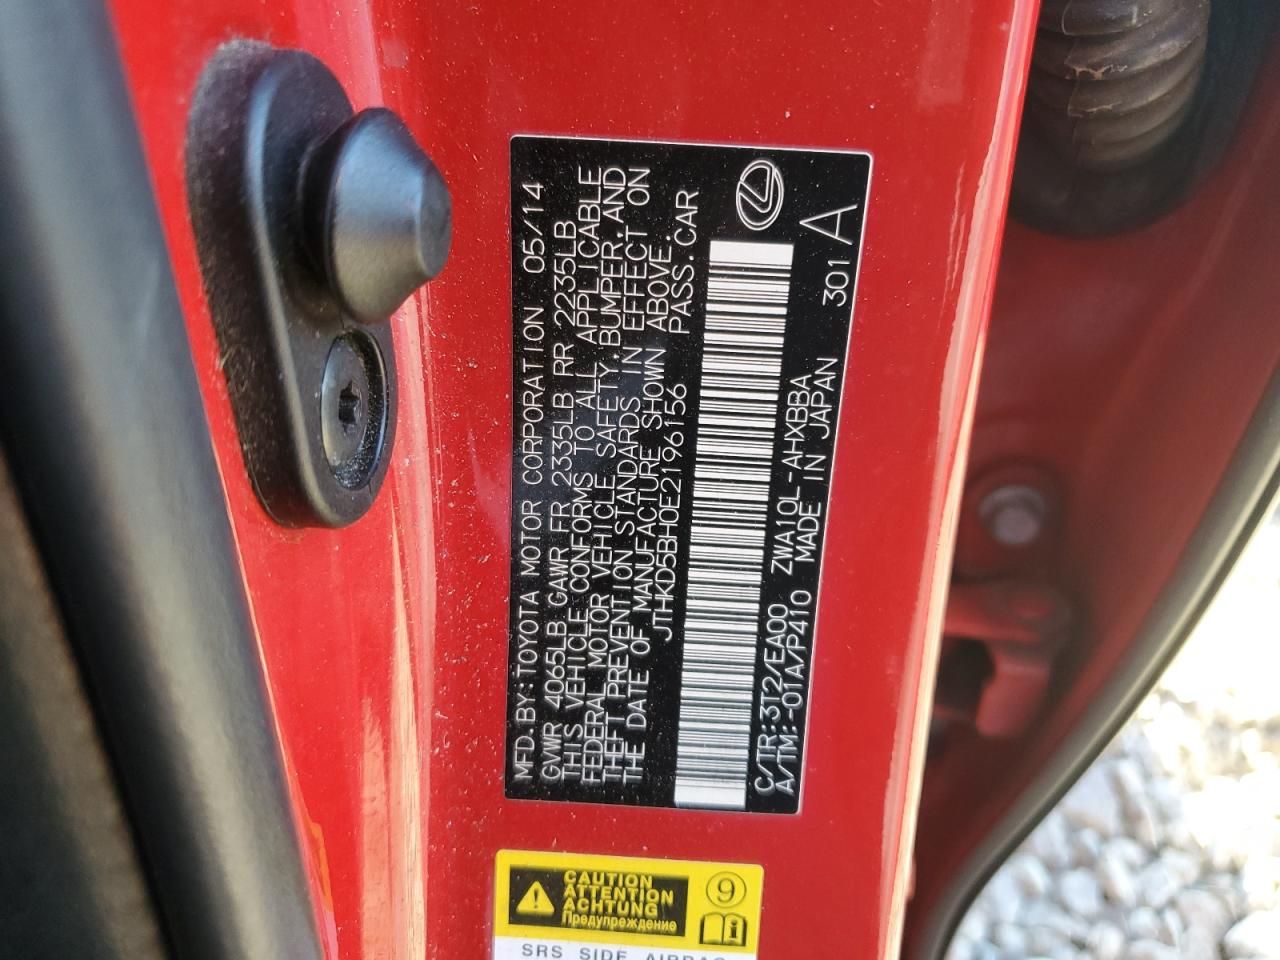 MFD.BY:TOYOTA MOTOR CORPORATION 05/14
GVWR 4065LB GAWR FR 2335LB RR 2235LB
THIS VEHICLE CONFORMS TO ALL APPLICABLE
FEDERAL MOTOR VEHICLE SAFETY,BUMPER,AND
THEFT PREVENTION STANDARDS IN EFFECT ON
THE DATE OF MANUFACTURE SHOWN ABOVE.
JTHKD5BH0E2196156 PASS.CAR
C/TR:3T2/EA00 ZWA10L-AHXBBA 301 A
A/TM:-01A/P410 MADE IN JAPAN
CAUTION
ATTENTION
ACHTUNG
Предупреждение
9
SRS SIDE AIRBAG